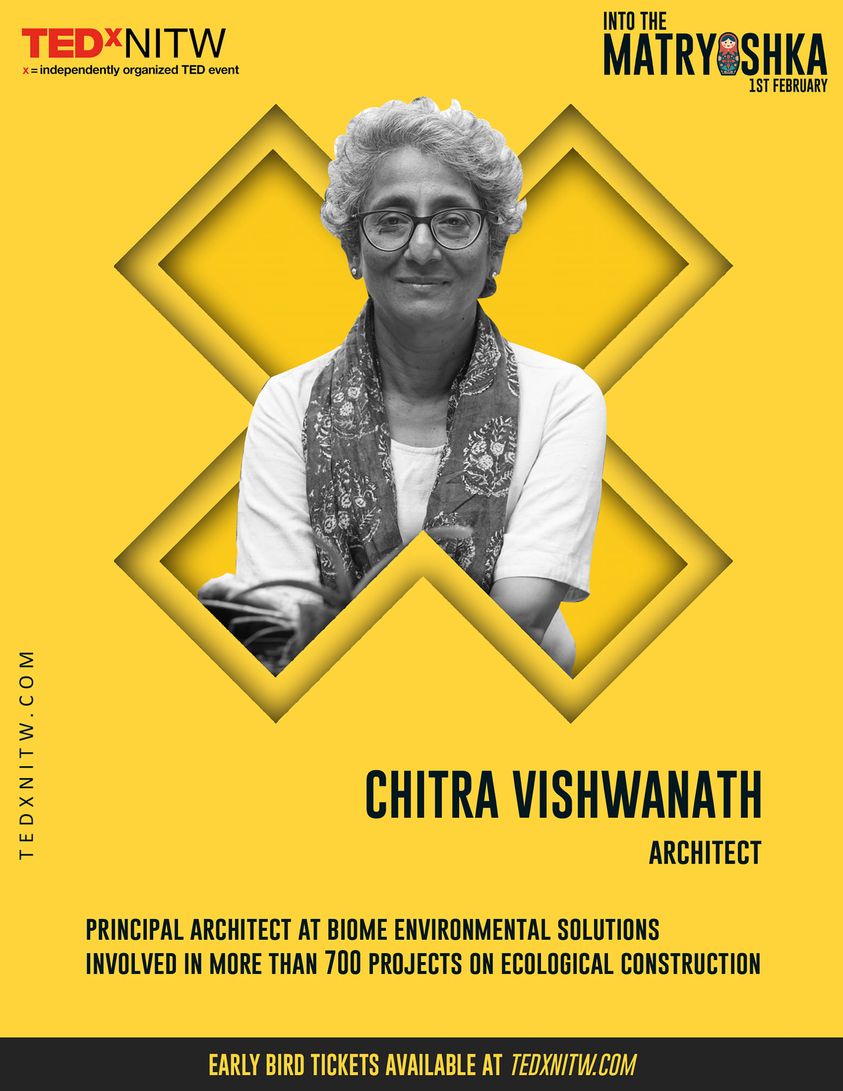 TEDxNITW
x = independently organized TED event
INTO THE
MATRYOSHKA
1ST FEBRUARY
TEDXNITW.COM
CHITRA VISHWANATH
ARCHITECT
PRINCIPAL ARCHITECT AT BIOME ENVIRONMENTAL SOLUTIONS
INVOLVED IN MORE THAN 700 PROJECTS ON ECOLOGICAL CONSTRUCTION
EARLY BIRD TICKETS AVAILABLE AT TEDXNITW.COM